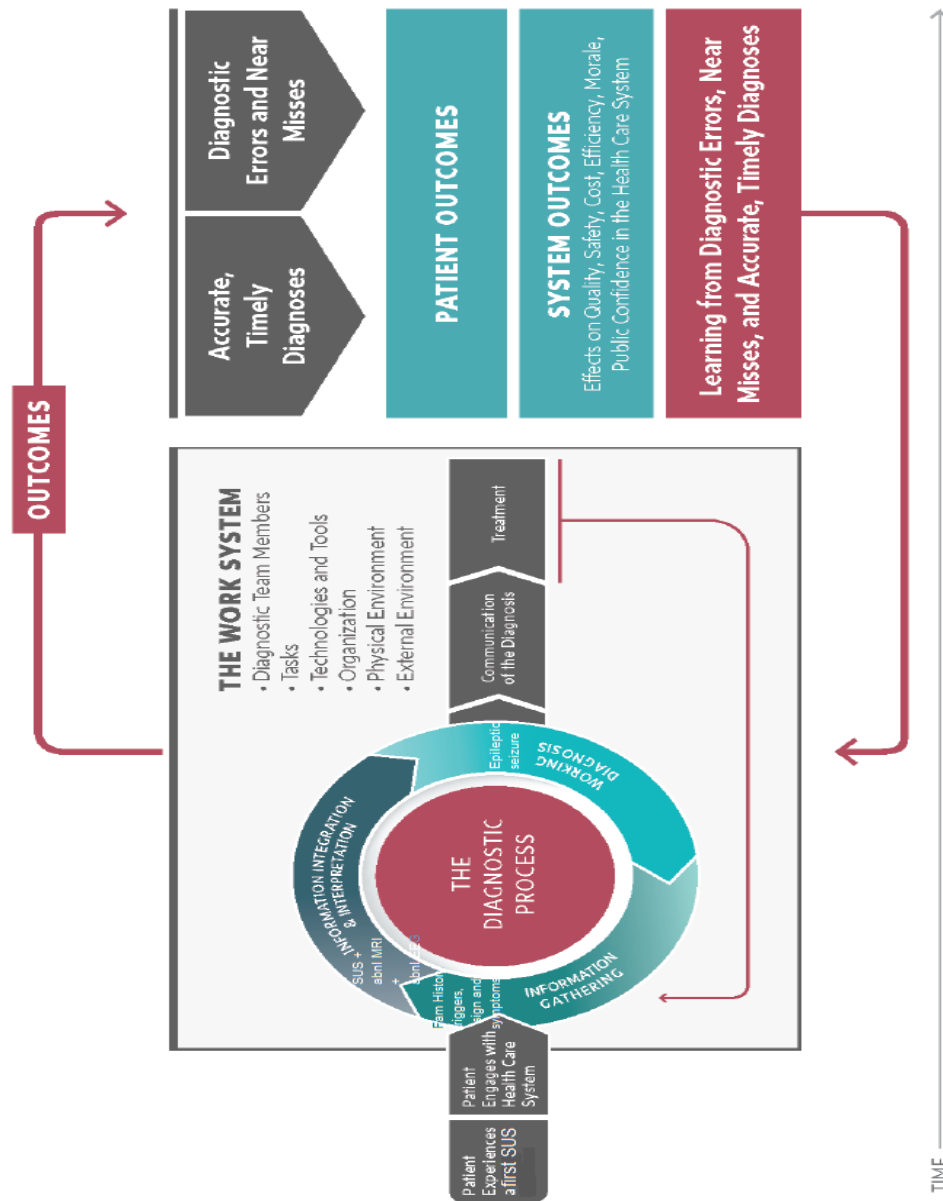 OUTCOMES
THE WORK SYSTEM
• Diagnostic Team Members
• Tasks
• Technologies and Tools
• Organization
• Physical Environment
• External Environment
Patient
Experiences
afirst SUS
Patient
Engages with
Health Care
System
THE
DIAGNOSTIC
PROCESS
INFORMATION INTEGRATION
& INTERPRETATION
SUS +
abnl MRI
+
abnl
Fam
triggers,
sign and
symptoms
INFORMATION
GATHERING
Epileptic
seizure
WORKING
DIAGNOSIS
Communication
of the Diagnosis
Treatment
Accurate,
Timely
Diagnoses
Diagnostic
Errors and Near
Misses
PATIENT OUTCOMES
SYSTEM OUTCOMES
Effects on Quality, Safety, Cost, Efficiency, Morale,
Public Confidence in the Health Care System
Learning from Diagnostic Errors, Near
Misses, and Accurate, Timely Diagnoses
TIME